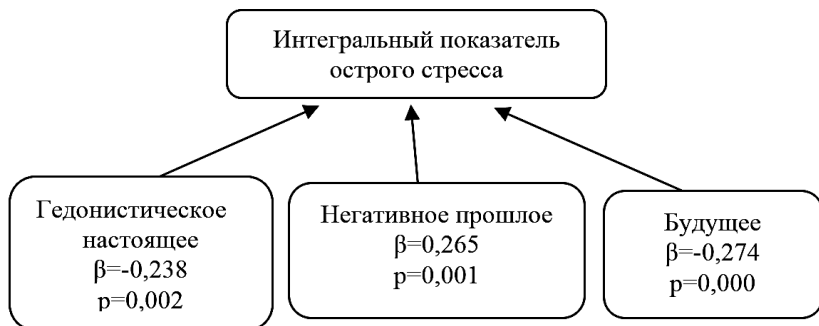 Интегральный показатель
острого стресса
Гедонистическое
настоящее
β=-0,238
p=0,002
Негативное прошлое
β=0,265
p=0,001
Будущее
β=-0,274
p=0,000